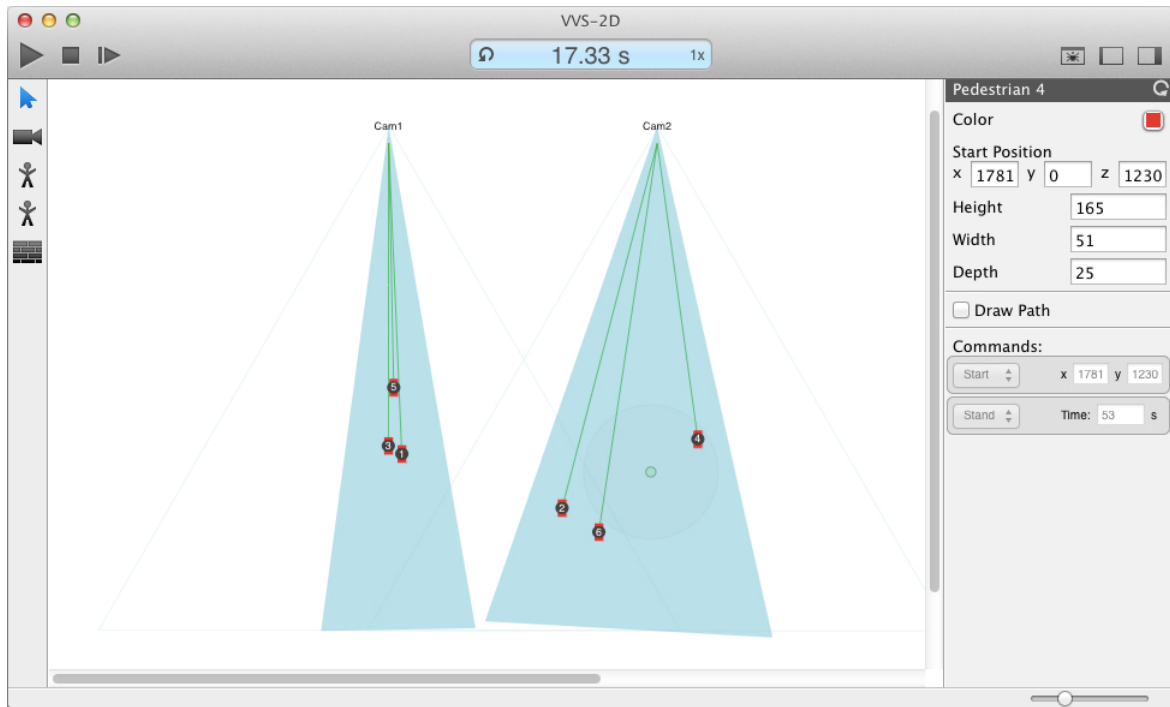 VVS-2D
17.33 s 1x
Pedestrian 4
Color
Start Position
x 1781 y 0 z 1230
Height 165
Width 51
Depth 25
Draw Path
Commands:
Start x 1781 y 1230
Stand Time: 53 s
Cam1 Cam2
5
4
3
1
2
6